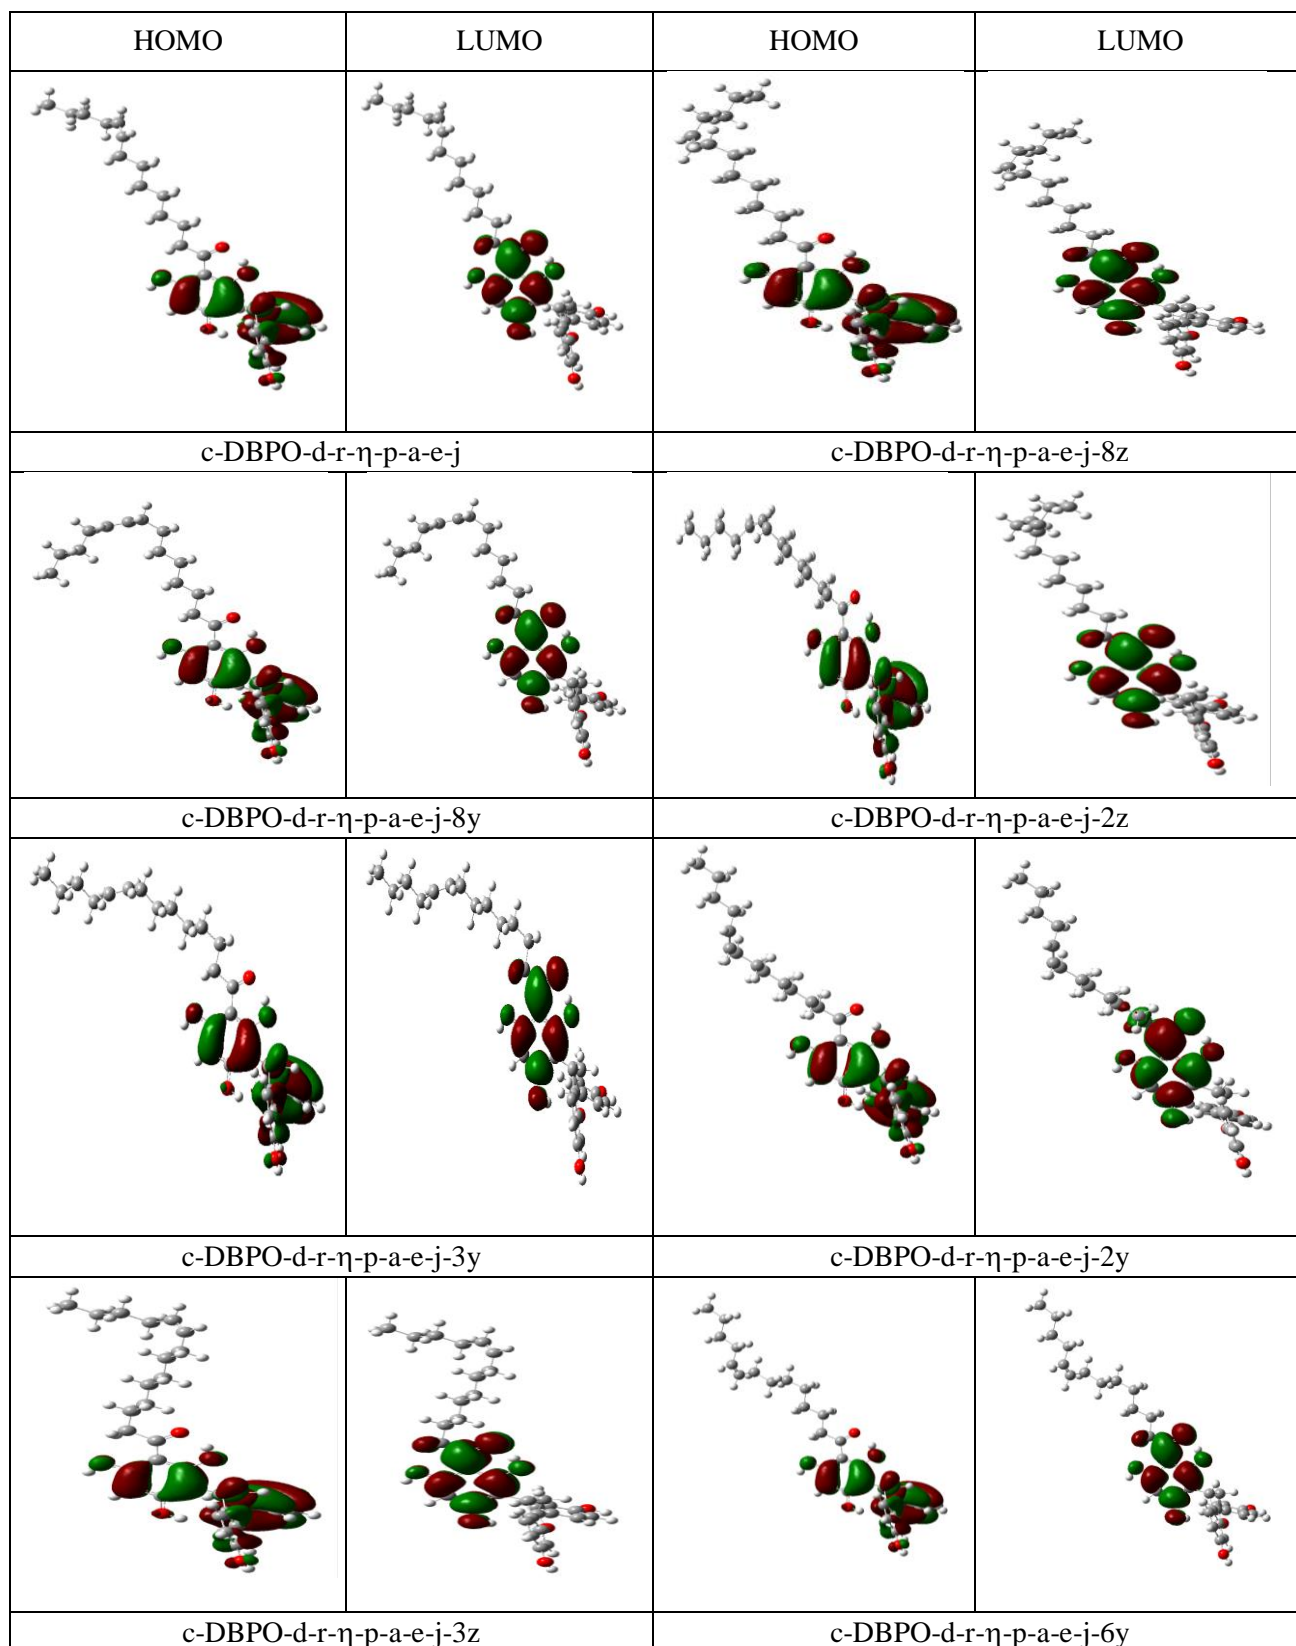 HOMO LUMO HOMO LUMO
c-DBPO-d-r-η-p-a-e-j c-DBPO-d-r-η-p-a-e-j-8z
c-DBPO-d-r-η-p-a-e-j-8y c-DBPO-d-r-η-p-a-e-j-2z
c-DBPO-d-r-η-p-a-e-j-3y c-DBPO-d-r-η-p-a-e-j-2y
c-DBPO-d-r-η-p-a-e-j-3z c-DBPO-d-r-η-p-a-e-j-6y